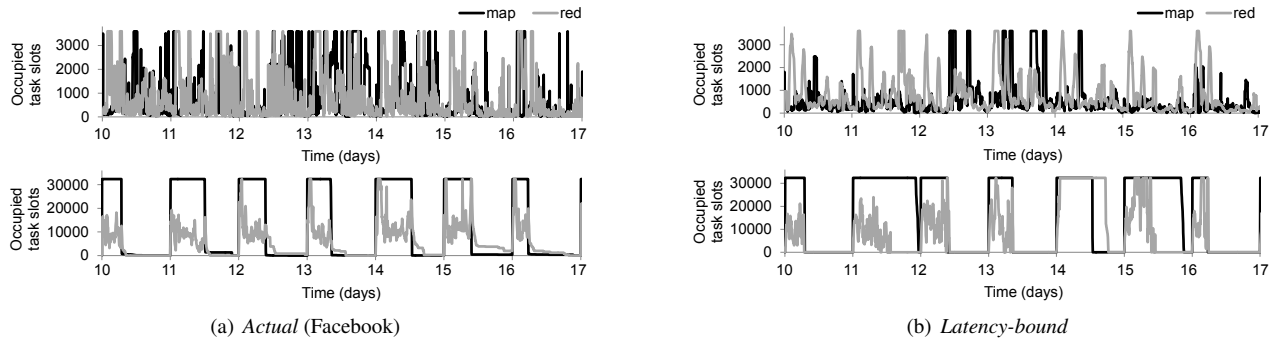 map red
3000
2000
1000
0
Occupied
task slots
10 11 12 13 14 15 16 17
Time (days)
30000
20000
10000
0
Occupied
task slots
10 11 12 13 14 15 16 17
Time (days)
(a) Actual (Facebook)
map red
3000
2000
1000
0
Occupied
task slots
10 11 12 13 14 15 16 17
Time (days)
30000
20000
10000
0
Occupied
task slots
10 11 12 13 14 15 16 17
Time (days)
(b) Latency-bound